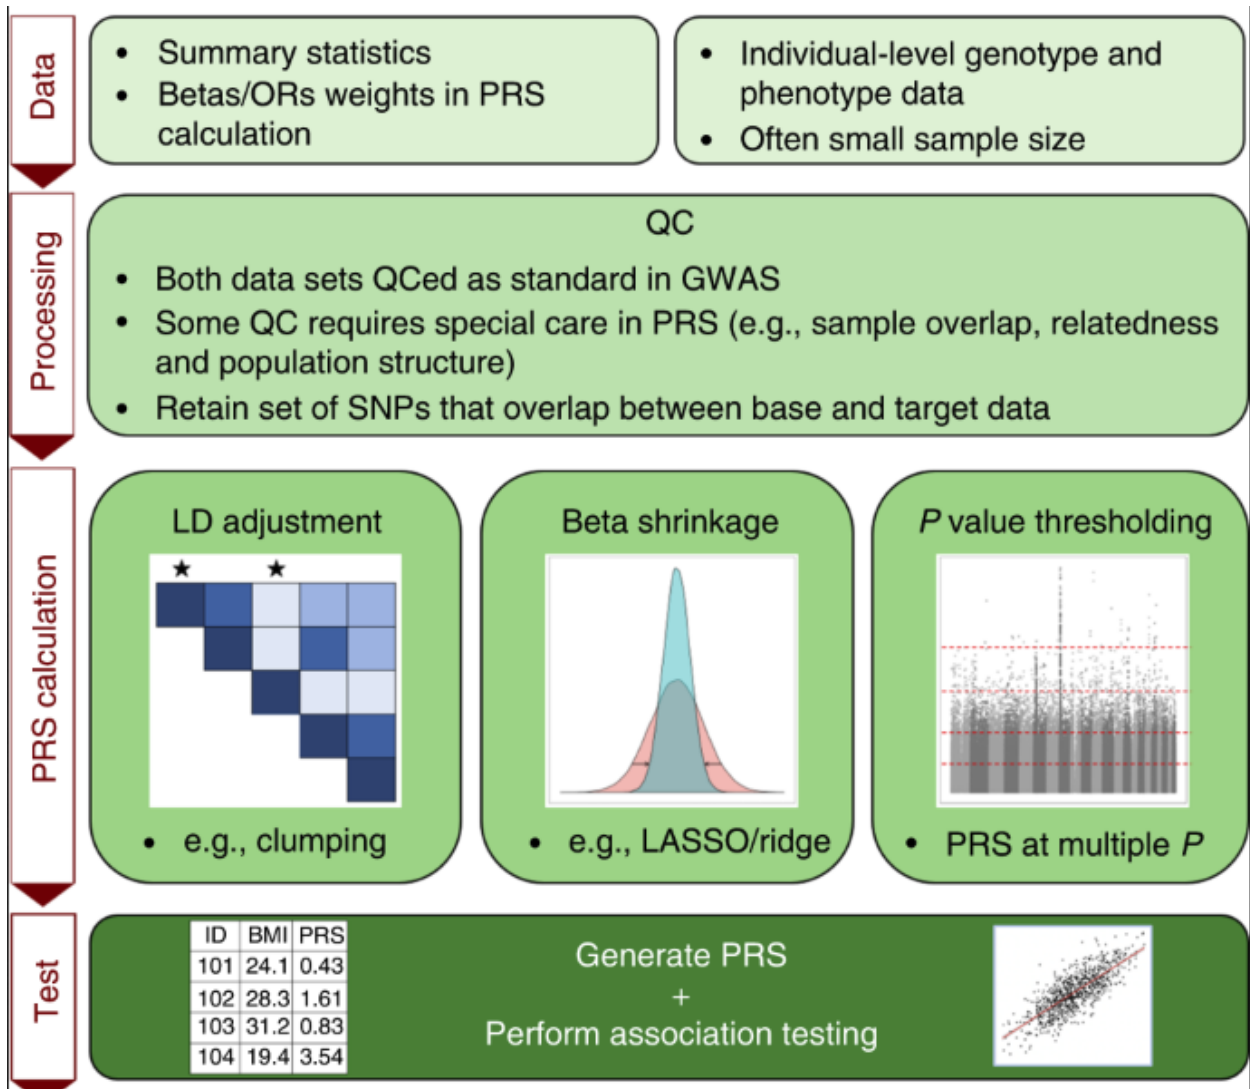 Data
• Summary statistics
• Betas/ORs weights in PRS
calculation
• Individual-level genotype and
phenotype data
• Often small sample size
Processing
QC
• Both data sets QCed as standard in GWAS
• Some QC requires special care in PRS (e.g., sample overlap, relatedness
and population structure)
• Retain set of SNPs that overlap between base and target data
PRS calculation
LD adjustment
• e.g., clumping
Beta shrinkage
• e.g., LASSO/ridge
P value thresholding
• PRS at multiple P
Test
ID BMI PRS
101 24.1 0.43
102 28.3 1.61
103 31.2 0.83
104 19.4 3.54
Generate PRS
+
Perform association testing